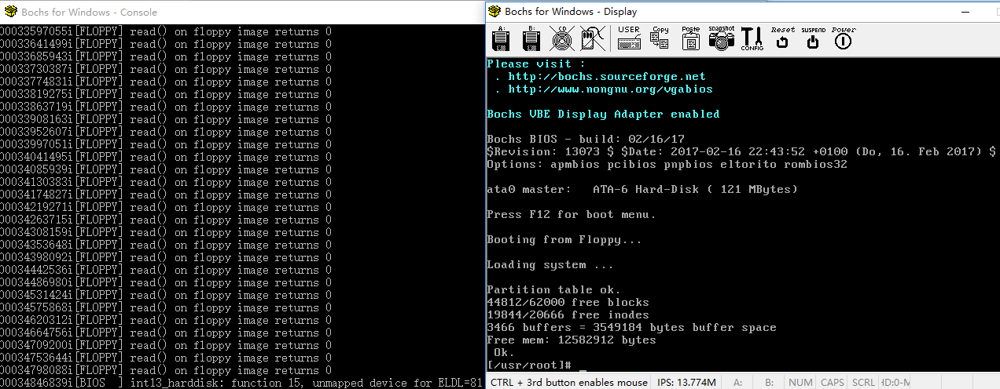 Bochs for Windows - Console
00033597055i[FLOPPY] read() on floppy image returns 0
00033641499i[FLOPPY] read() on floppy image returns 0
00033685943i[FLOPPY] read() on floppy image returns 0
00033730387i[FLOPPY] read() on floppy image returns 0
00033774831i[FLOPPY] read() on floppy image returns 0
00033819275i[FLOPPY] read() on floppy image returns 0
00033863719i[FLOPPY] read() on floppy image returns 0
00033908163i[FLOPPY] read() on floppy image returns 0
00033952607i[FLOPPY] read() on floppy image returns 0
00033997051i[FLOPPY] read() on floppy image returns 0
00034041495i[FLOPPY] read() on floppy image returns 0
00034085939i[FLOPPY] read() on floppy image returns 0
00034130383i[FLOPPY] read() on floppy image returns 0
00034174827i[FLOPPY] read() on floppy image returns 0
00034219271i[FLOPPY] read() on floppy image returns 0
00034263715i[FLOPPY] read() on floppy image returns 0
00034308159i[FLOPPY] read() on floppy image returns 0
00034353648i[FLOPPY] read() on floppy image returns 0
00034398092i[FLOPPY] read() on floppy image returns 0
00034442536i[FLOPPY] read() on floppy image returns 0
00034486980i[FLOPPY] read() on floppy image returns 0
00034531424i[FLOPPY] read() on floppy image returns 0
00034575868i[FLOPPY] read() on floppy image returns 0
00034620312i[FLOPPY] read() on floppy image returns 0
00034664756i[FLOPPY] read() on floppy image returns 0
00034709200i[FLOPPY] read() on floppy image returns 0
00034753644i[FLOPPY] read() on floppy image returns 0
00034798088i[FLOPPY] read() on floppy image returns 0
00034846839i[BIOS  ] int13_harddisk: function 15, unmapped device for ELDL=81
Bochs for Windows - Display
A: B: CD USER Copy Paste snapshot CONFIG Reset SUSPEND Power
Please visit :
. http://bochs.sourceforge.net
. http://www.nongnu.org/vgabios
Bochs VBE Display Adapter enabled
Bochs BIOS - build: 02/16/17
$Revision: 13073 $ $Date: 2017-02-16 22:43:52 +0100 (Do, 16. Feb 2017) $
Options: apmbios pcibios pnpbios eltorito rombios32
ata0 master: ATA-6 Hard-Disk ( 121 MBytes)
Press F12 for boot menu.
Booting from Floppy...
Loading system ...
Partition table ok.
44812/62000 free blocks
19844/20666 free inodes
3466 buffers = 3549184 bytes buffer space
Free mem: 12582912 bytes
Ok.
[/usr/root]# _
CTRL + 3rd button enables mouse IPS: 13.774M A: B: NUM CAPS SCRL HD:0-M